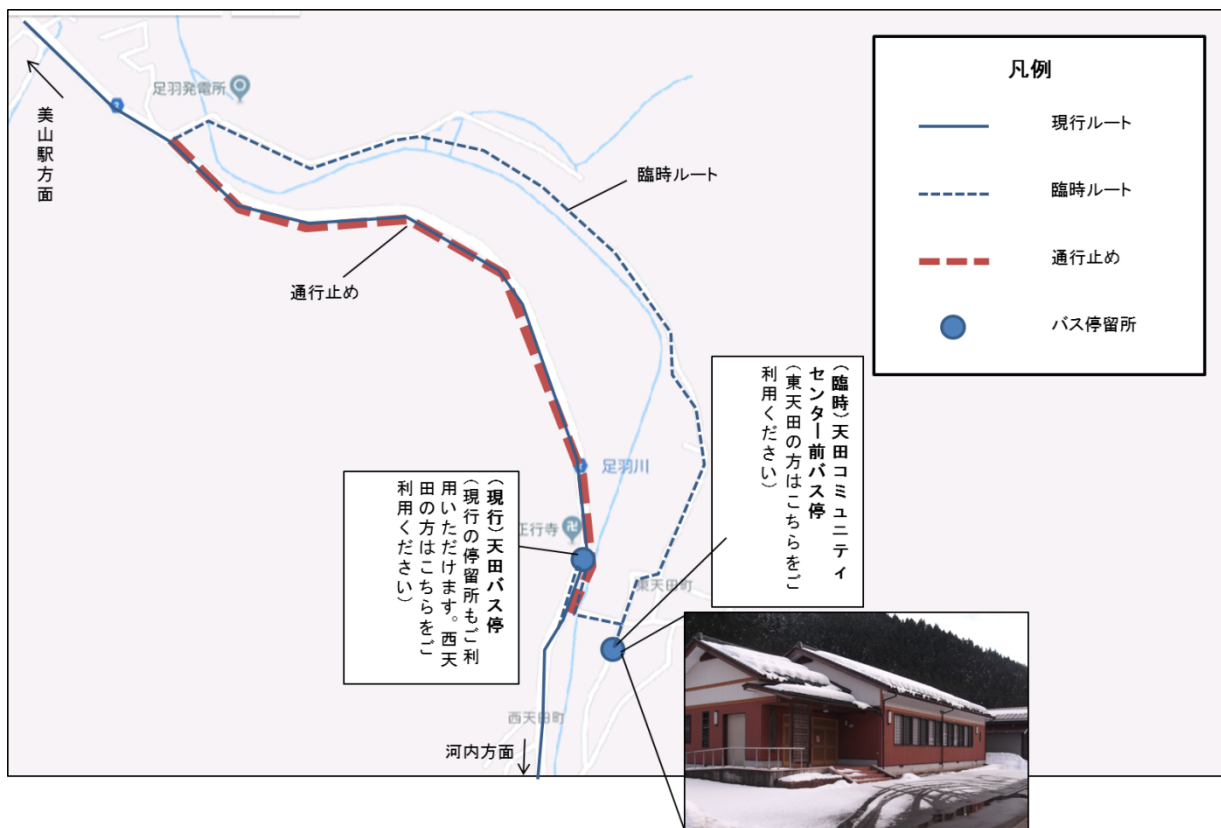 足羽発電所
美山駅方面
臨時ルート
通行止め
凡例
現行ルート
臨時ルート
通行止め
バス停留所
(臨時)天田コミュニティ
センター前バス停
(東天田の方はこちらをご
利用ください)
足羽川
正行寺
(現行)天田バス停
(現行の停留所もご利
用いただけます。西天
田の方はこちらをご
利用ください)
東天田町
西天田町
河内方面